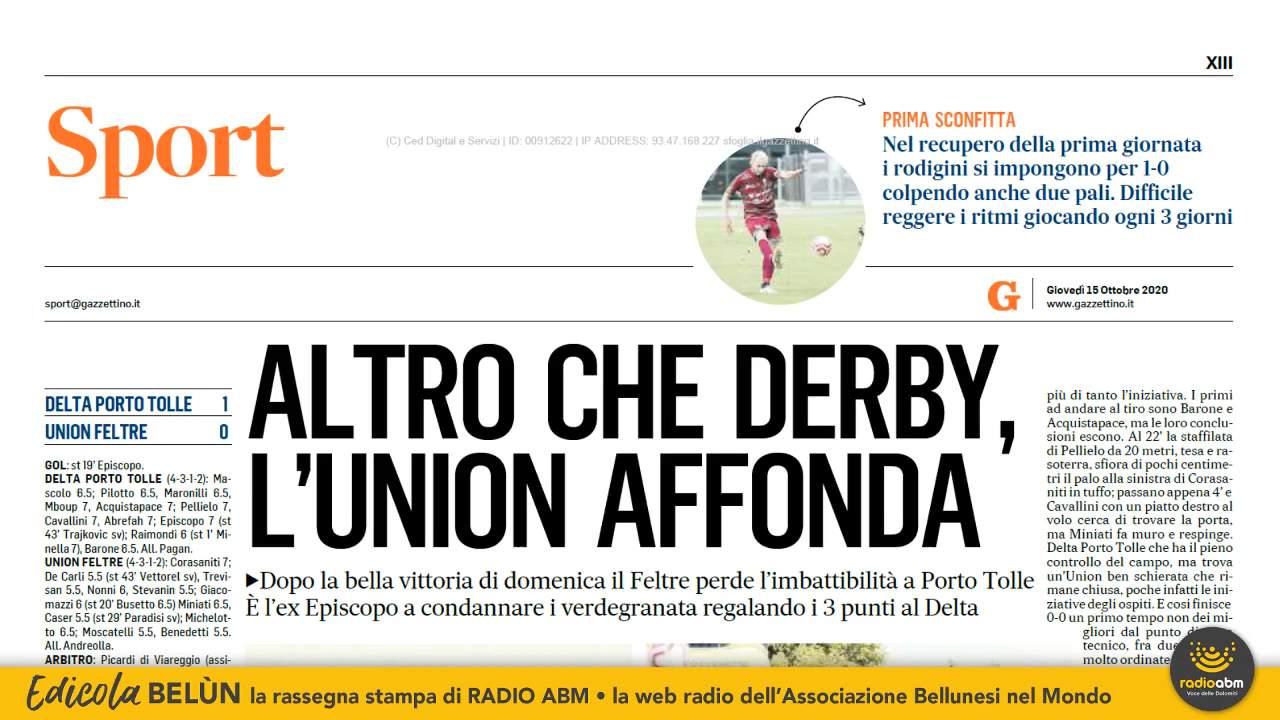 XIII
Sport
(C) Ced Digital e Servizi | ID: 00912622 | IP ADDRESS: 93.47.168.227 sfoglia.ilgazzettino.it
PRIMA SCONFITTA
Nel recupero della prima giornata
i rodigini si impongono per 1-0
colpendo anche due pali. Difficile
reggere i ritmi giocando ogni 3 giorni
sport@gazzettino.it
G
Giovedì 15 Ottobre 2020
www.gazzettino.it
DELTA PORTO TOLLE 1
UNION FELTRE 0
GOL: st 19' Episcopo.
DELTA PORTO TOLLE (4-3-1-2): Ma-
scolo 6.5; Pilotto 6.5, Maronilli 6.5,
Mboup 7, Acquistapace 7; Pellielo 7,
Cavallini 7, Abrefah 7; Episcopo 7 (st
43' Trajkovic sv); Raimondi 6 (st 1' Mi-
nella 7), Barone 6.5. All. Pagan.
UNION FELTRE (4-3-1-2): Corasaniti 7;
De Carli 5.5 (st 43' Vettorel sv), Trevi-
san 5.5, Nonni 6, Stevanin 5.5; Giaco-
mazzi 6 (st 20' Busetto 6.5) Miniati 6.5,
Caser 5.5 (st 29' Paradisi sv); Michelot-
to 6.5; Moscatelli 5.5, Benedetti 5.5.
All. Andreolla.
ARBITRO: Picardi di Viareggio (assi-
ALTRO CHE DERBY,
L'UNION AFFONDA
▶Dopo la bella vittoria di domenica il Feltre perde l'imbattibilità a Porto Tolle
È l'ex Episcopo a condannare i verdegranata regalando i 3 punti al Delta
più di tanto l'iniziativa. I primi
ad andare al tiro sono Barone e
Acquistapace, ma le loro conclu-
sioni escono. Al 22' la staffilata
di Pellielo da 20 metri, tesa e ra-
soterra, sfiora di pochi centime-
tri il palo alla sinistra di Corasa-
niti in tuffo; passano appena 4' e
Cavallini con un piatto destro al
volo cerca di trovare la porta,
ma Miniati fa muro e respinge.
Delta Porto Tolle che ha il pieno
controllo del campo, ma trova
un'Union ben schierata che ri-
mane chiusa, poche infatti le ini-
ziative degli ospiti. E così finisce
0-0 un primo tempo non dei mi-
gliori dal punto di
tecnico, fra due
molto ordinate
Edicola BELÙN la rassegna stampa di RADIO ABM • la web radio dell'Associazione Bellunesi nel Mondo
radioabm
Voce delle Dolomiti